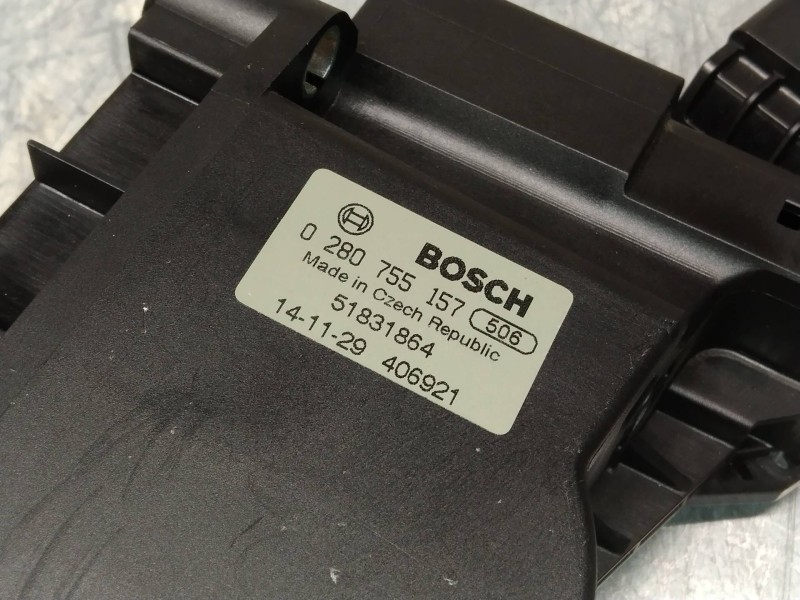 BOSCH
0 280 755 157 506
Made in Czech Republic
51831864
14-11-29 406921